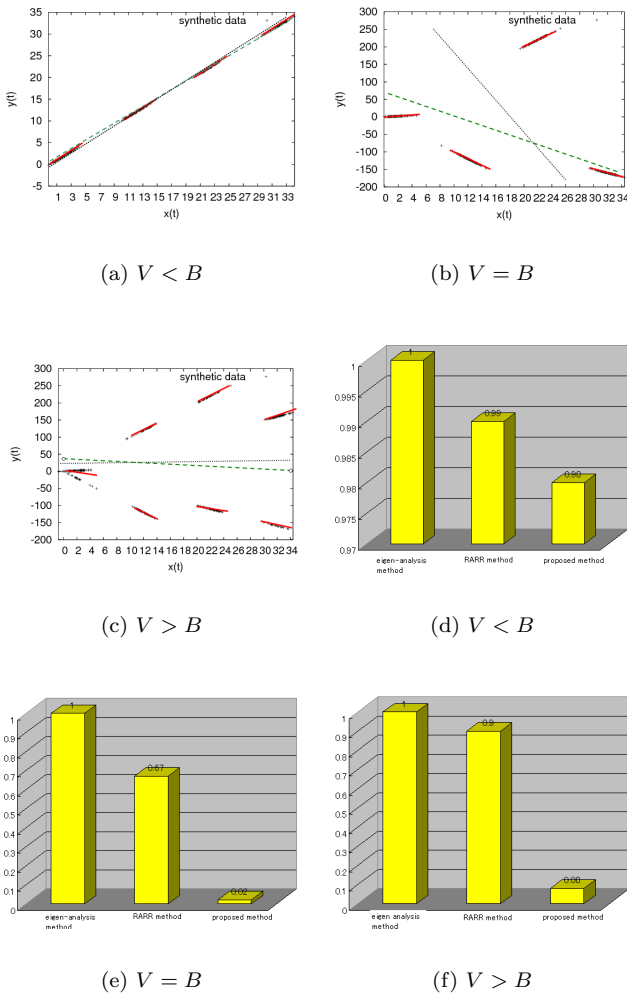 synthetic data
35
30
25
20
15
10
5
0
-5
y(t)
1 3 5 7 9 11 13 15 17 19 21 23 25 27 29 31 33
x(t)
(a) V < B
synthetic data
300
250
200
150
100
50
0
-50
-100
-150
-200
y(t)
0 2 4 6 8 10 12 14 16 18 20 22 24 26 28 30 32 34
x(t)
(b) V = B
synthetic data
300
250
200
150
100
50
0
-50
-100
-150
-200
y(t)
0 2 4 6 8 10 12 14 16 18 20 22 24 26 28 30 32 34
x(t)
(c) V > B
1
0.995
0.99
0.985
0.98
0.975
0.97
1
0.99
0.98
eigen-analysis method
RARR method
proposed method
(d) V < B
1
0.9
0.8
0.7
0.6
0.5
0.4
0.3
0.2
0.1
0
1
0.67
0.02
eigen-analysis method
RARR method
proposed method
(e) V = B
1
0.9
0.8
0.7
0.6
0.5
0.4
0.3
0.2
0.1
0
1
0.9
0.08
eigen analysis method
RARR method
proposed method
(f) V > B